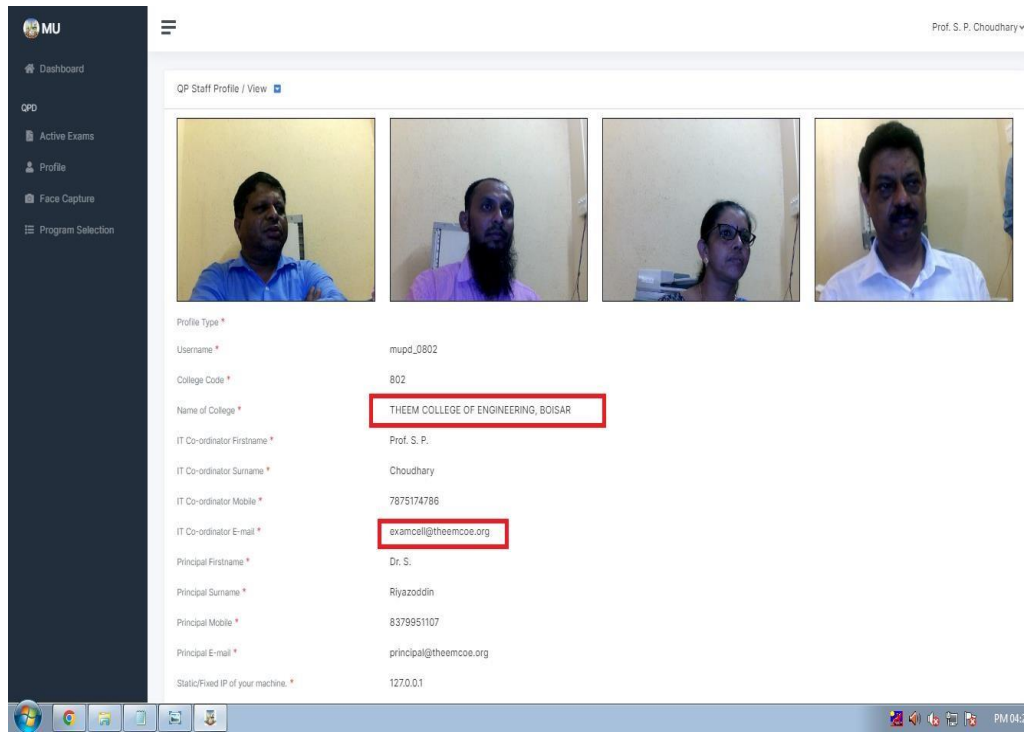 MU
Prof. S. P. Choudhary
Dashboard
QP Staff Profile / View
QPD
Active Exams
Profile
Face Capture
Program Selection
Profile Type *
Username * mupd_0802
College Code * 802
Name of College * THEEM COLLEGE OF ENGINEERING, BOISAR
IT Co-ordinator Firstname * Prof. S. P.
IT Co-ordinator Surname * Choudhary
IT Co-ordinator Mobile * 7875174786
IT Co-ordinator E-mail * examcell@theemcoe.org
Principal Firstname * Dr. S.
Principal Surname * Riyazoddin
Principal Mobile * 8379951107
Principal E-mail * principal@theemcoe.org
Static/Fixed IP of your machine. * 127.0.0.1
PM 04:2